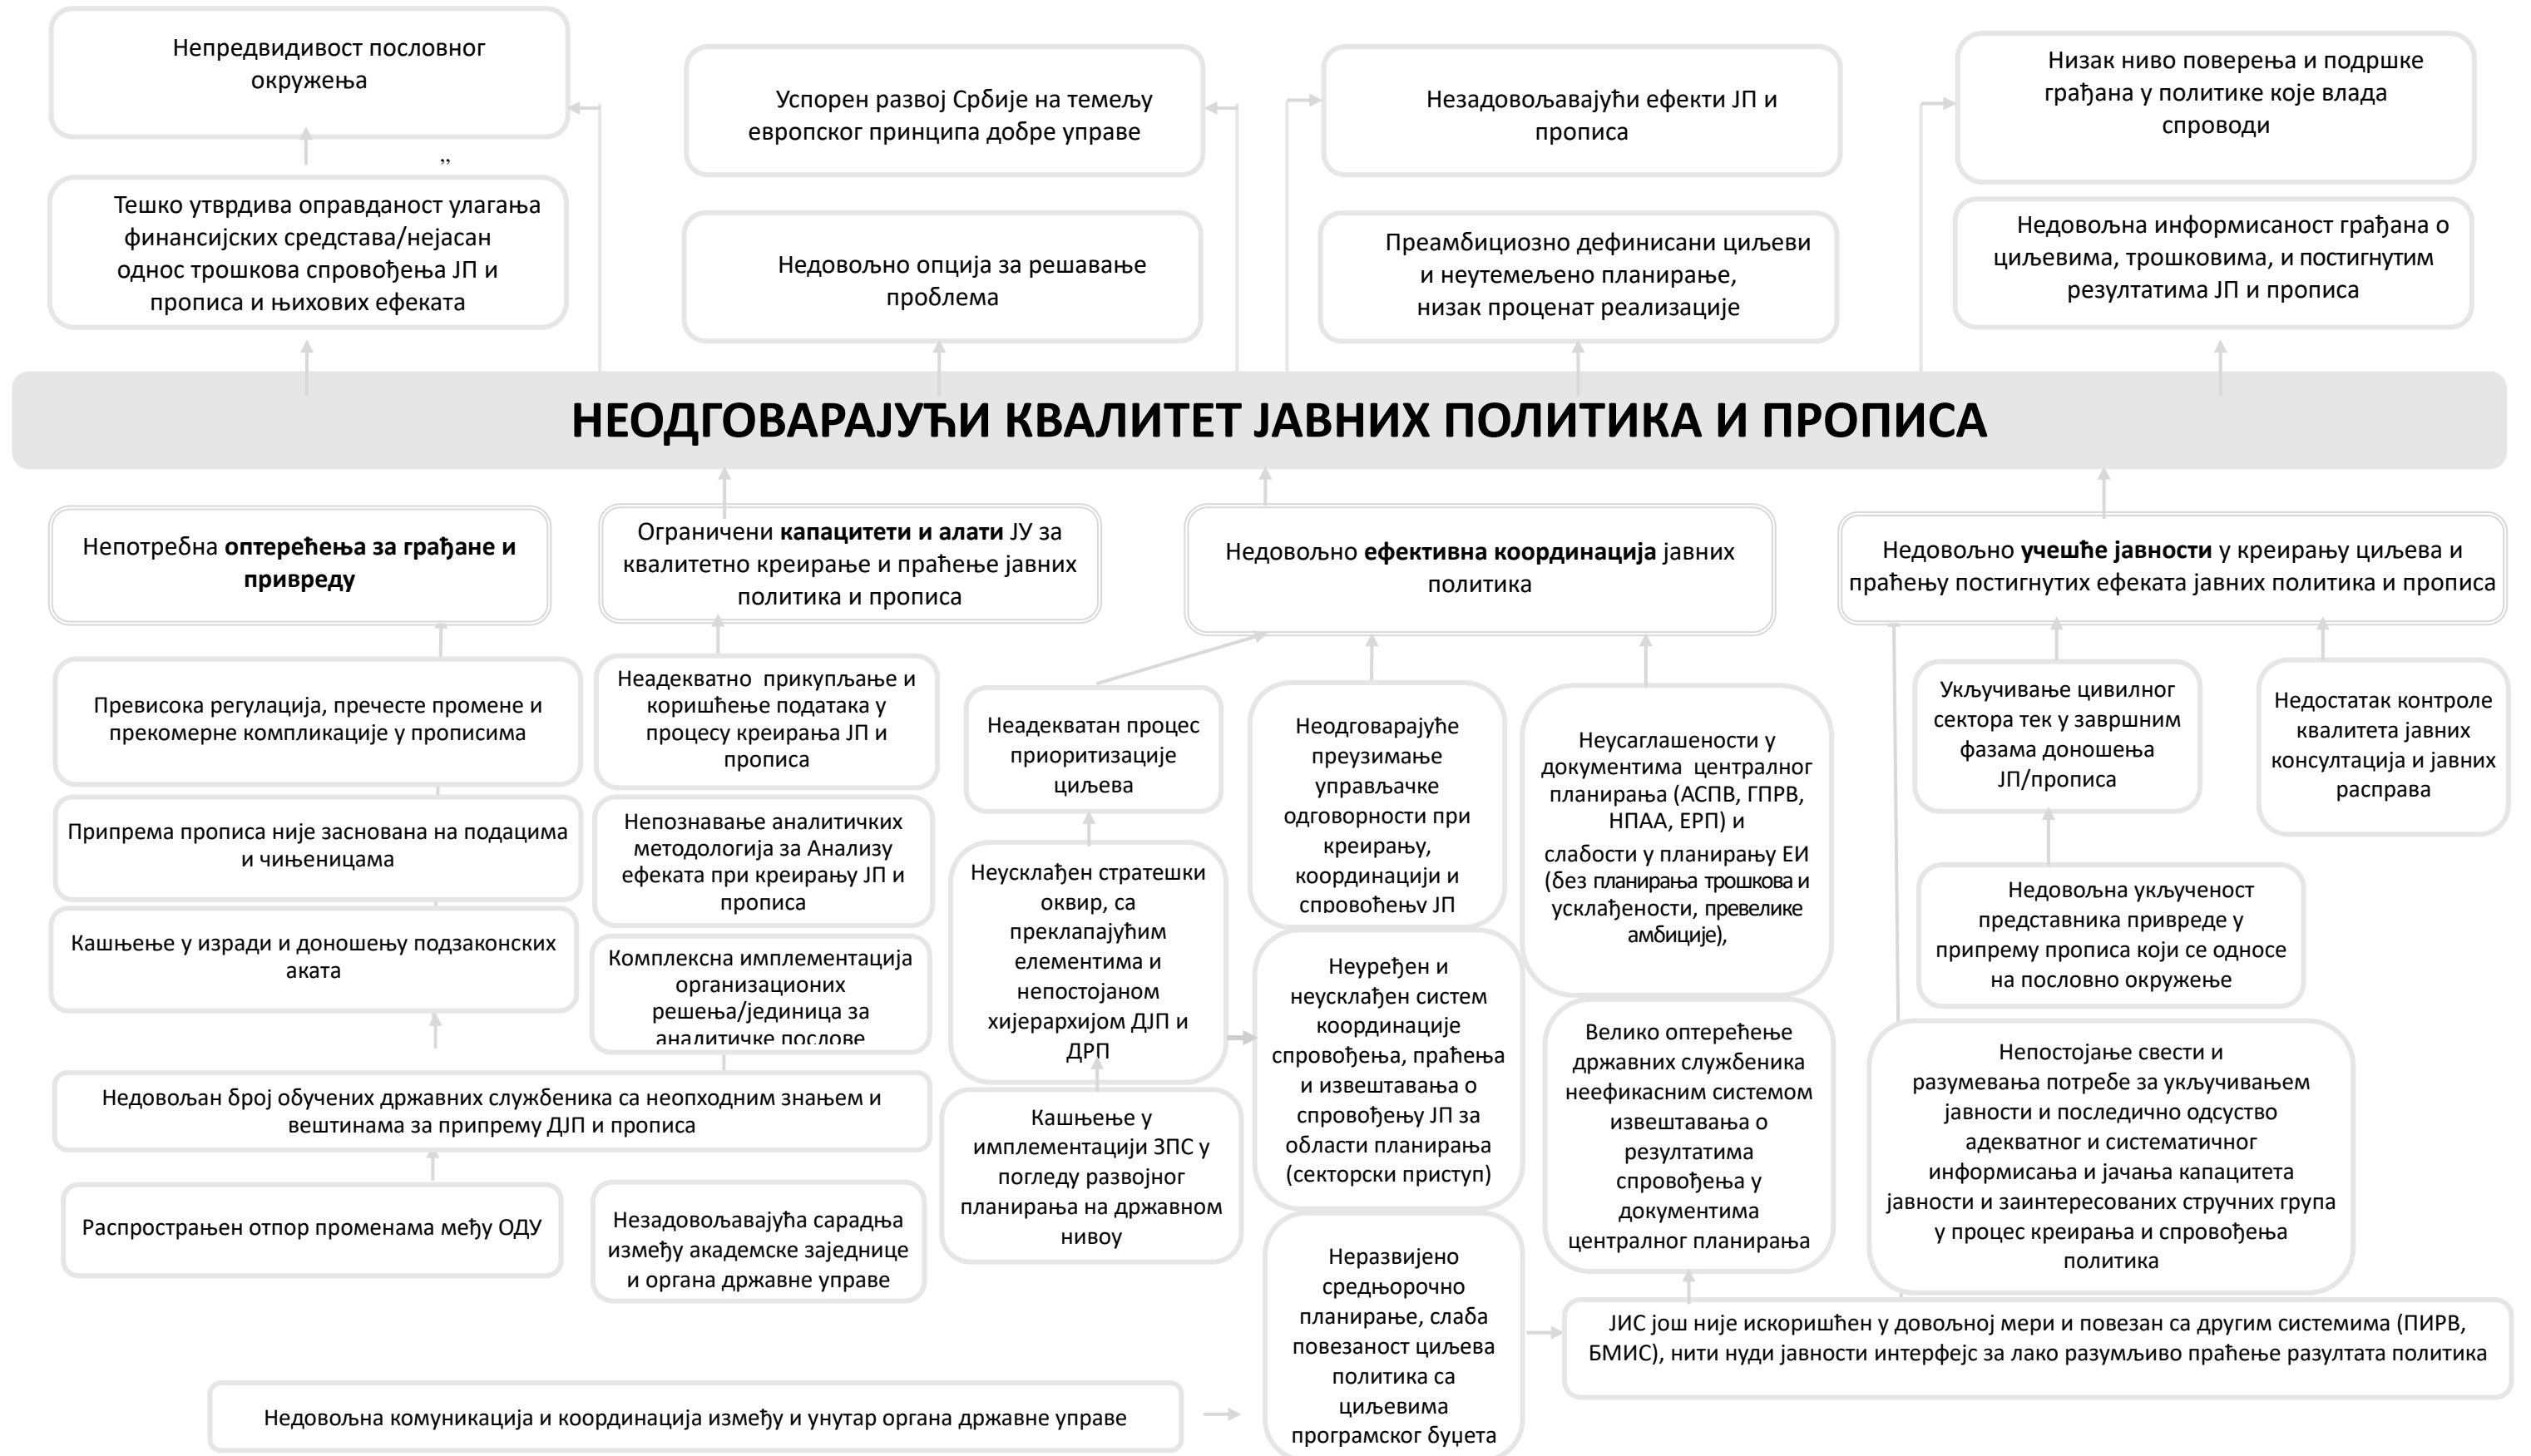 Непредвидивост пословног
окружења
Успорен развој Србије на темељу
европског принципа добре управе
Незадовољавајући ефекти ЈП и
прописа
Низак ниво поверења и подршке
грађана у политике које влада
спроводи
,,
Тешко утврдива оправданост улагања
финансијских средстава/нејасан
однос трошкова спровођења ЈП и
прописа и њихових ефеката
Недовољно опција за решавање
проблема
Преамбициозно дефинисани циљеви
и неутемељено планирање,
низак проценат реализације
Недовољна информисаност грађана о
циљевима, трошковима, и постигнутим
резултатима ЈП и прописа
НЕОДГОВАРАЈУЋИ КВАЛИТЕТ ЈАВНИХ ПОЛИТИКА И ПРОПИСА
Непотребна оптерећења за грађане и
привреду
Ограничени капацитети и алати ЈУ за
квалитетно креирање и праћење јавних
политика и прописа
Недовољно ефективна координација јавних
политика
Недовољно учешће јавности у креирању циљева и
праћењу постигнутих ефеката јавних политика и прописа
Превисока регулација, пречесте промене и
прекомерне компликације у прописима
Припрема прописа није заснована на подацима
и чињеницама
Кашњење у изради и доношењу подзаконских
аката
Неадекватно прикупљање и
коришћење података у
процесу креирања ЈП и
прописа
Непознавање аналитичких
методологија за Анализу
ефеката при креирању ЈП и
прописа
Комплексна имплементација
организационих
решења/јединица за
аналитичке послове
Недовољан број обучених државних службеника са неопходним знањем и
вештинама за припрему ДЈП и прописа
Распрострањен отпор променама међу ОДУ
Незадовољавајућа сарадња
између академске заједнице
и органа државне управе
Неадекватан процес
приоритизације
циљева
Неусклађен стратешки
оквир, са
преклапајућим
елементима и
непостојаном
хијерархијом ДЈП и
ДРП
Кашњење у
имплементацији ЗПС у
погледу развојног
планирања на државном
нивоу
Неодговарајуће
преузимање
управљачке
одговорности при
креирању,
координацији и
спровођењу ЈП
Неуређен и
неусклађен систем
координације
спровођења, праћења
и извештавања о
спровођењу ЈП за
области планирања
(секторски приступ)
Неразвијено
средњорочно
планирање, слаба
повезаност циљева
политика са
циљевима
програмског буџета
Неусаглашености у
документима централног
планирања (АСПВ, ГПРВ,
НПАА, ЕРП) и
слабости у планирању ЕИ
(без планирања трошкова и
усклађености, превелике
амбиције),
Велико оптерећење
државних службеника
неефикасним системом
извештавања о
резултатима
спровођења у
документима
централног планирања
Укључивање цивилног
сектора тек у завршним
фазама доношења
ЈП/прописа
Недостатак контроле
квалитета јавних
консултација и јавних
расправа
Недовољна укљученост
представника привреде у
припрему прописа који се односе
на пословно окружење
Непостојање свести и
разумевања потребе за укључивањем
јавности и последично одсуство
адекватног и систематичног
информисања и јачања капацитета
јавности и заинтересованих стручних група
у процес креирања и спровођења
политика
ЈИС још није искоришћен у довољној мери и повезан са другим системима (ПИРВ,
БМИС), нити нуди јавности интерфејс за лако разумљиво праћење разултата политика
Недовољна комуникација и координација између и унутар органа државне управе